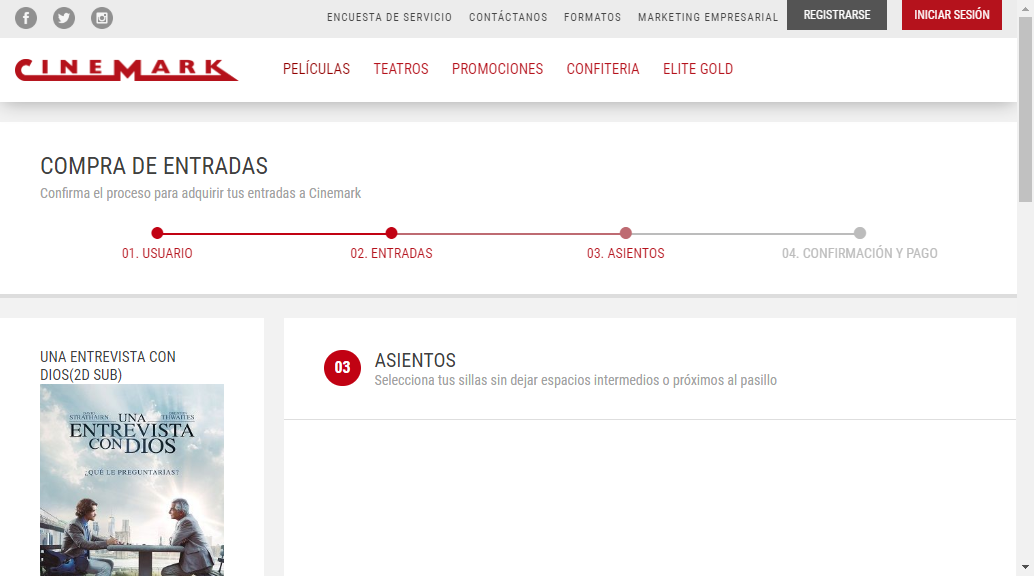 ENCUESTA DE SERVICIO CONTÁCTANOS FORMATOS MARKETING EMPRESARIAL REGISTRARSE INICIAR SESIÓN
CINEMARK PELÍCULAS TEATROS PROMOCIONES CONFITERIA ELITE GOLD
COMPRA DE ENTRADAS
Confirma el proceso para adquirir tus entradas a Cinemark
01. USUARIO 02. ENTRADAS 03. ASIENTOS 04. CONFIRMACIÓN Y PAGO
UNA ENTREVISTA CON
DIOS(2D SUB)
STRATHAIRN THWAITES
UNA
ENTREVISTA
CON DIOS
¿QUÉ LE PREGUNTARÍAS?
03 ASIENTOS
Selecciona tus sillas sin dejar espacios intermedios o próximos al pasillo